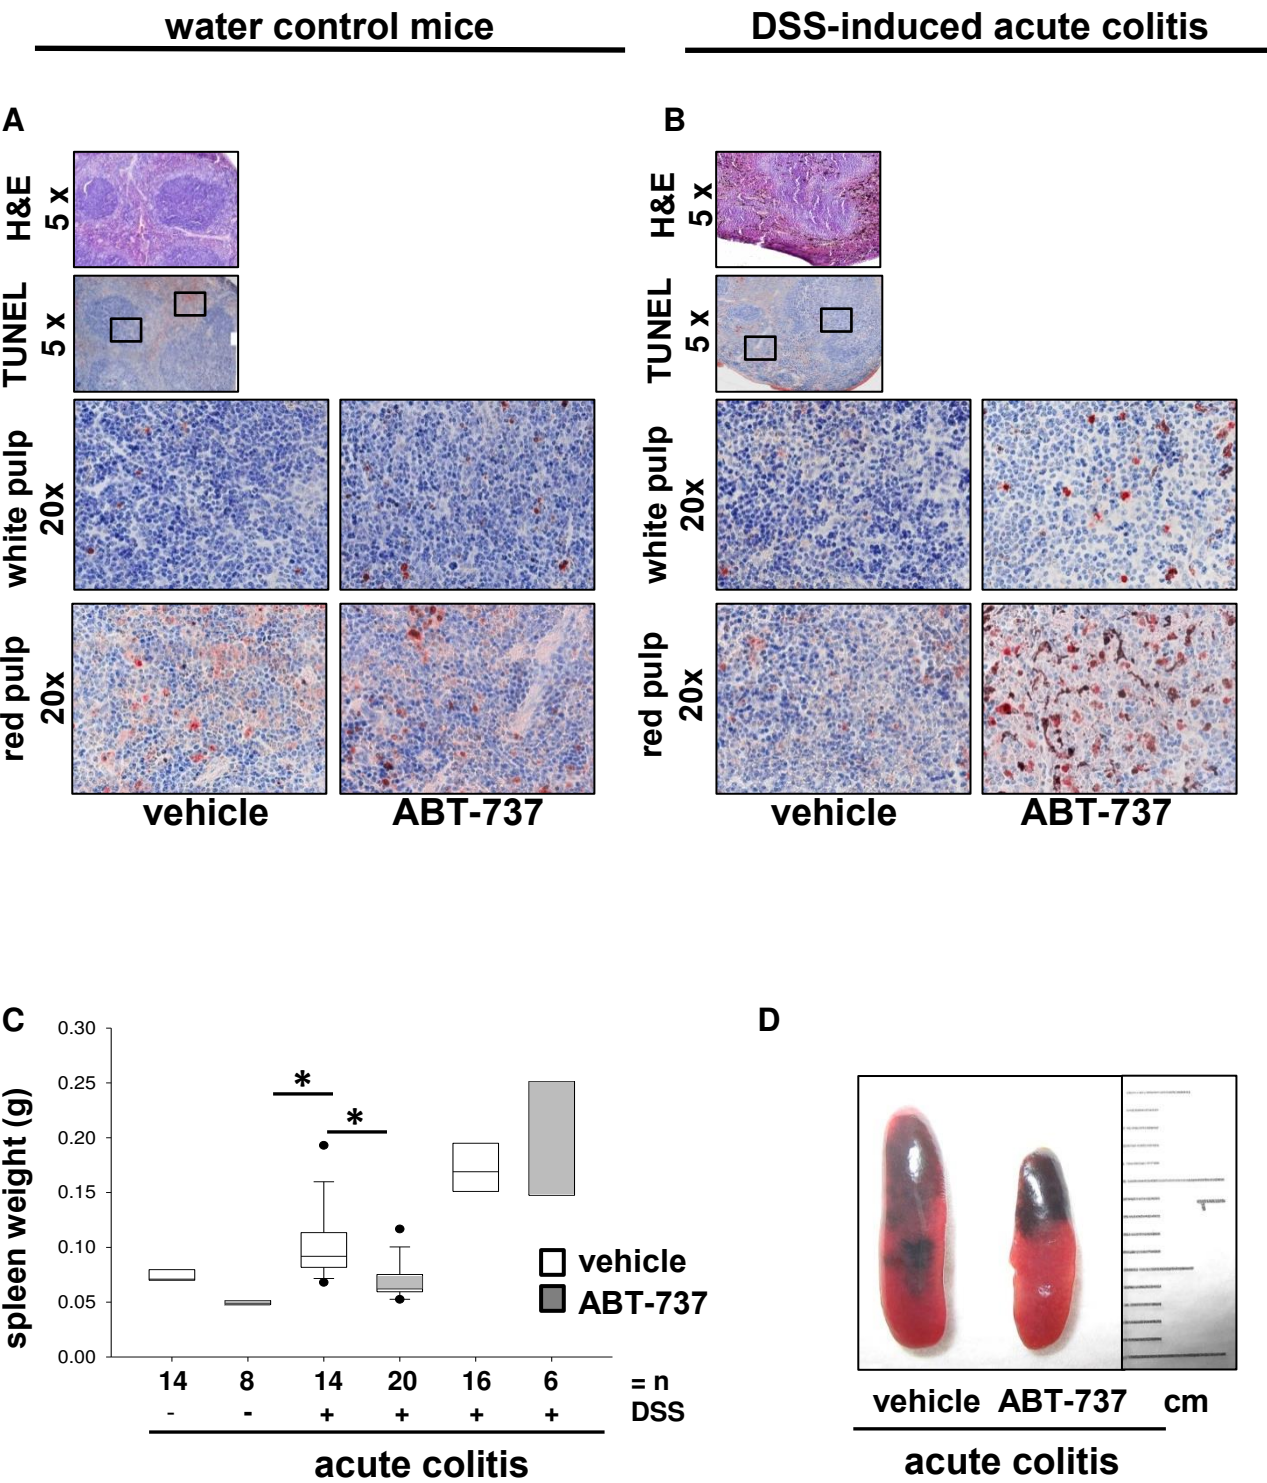 water control mice
DSS-induced acute colitis
A
B
H&E
5 x
H&E
5 x
TUNEL
5 x
TUNEL
5 x
white pulp
20x
white pulp
20x
red pulp
20x
red pulp
20x
vehicle
ABT-737
vehicle
ABT-737
C
D
spleen weight (g)
0.30
0.25
0.20
0.15
0.10
0.05
0.00
*
*
vehicle
ABT-737
14 8 14 20 16 6 = n
- - + + + + DSS
acute colitis
1
vehicle ABT-737 cm
acute colitis